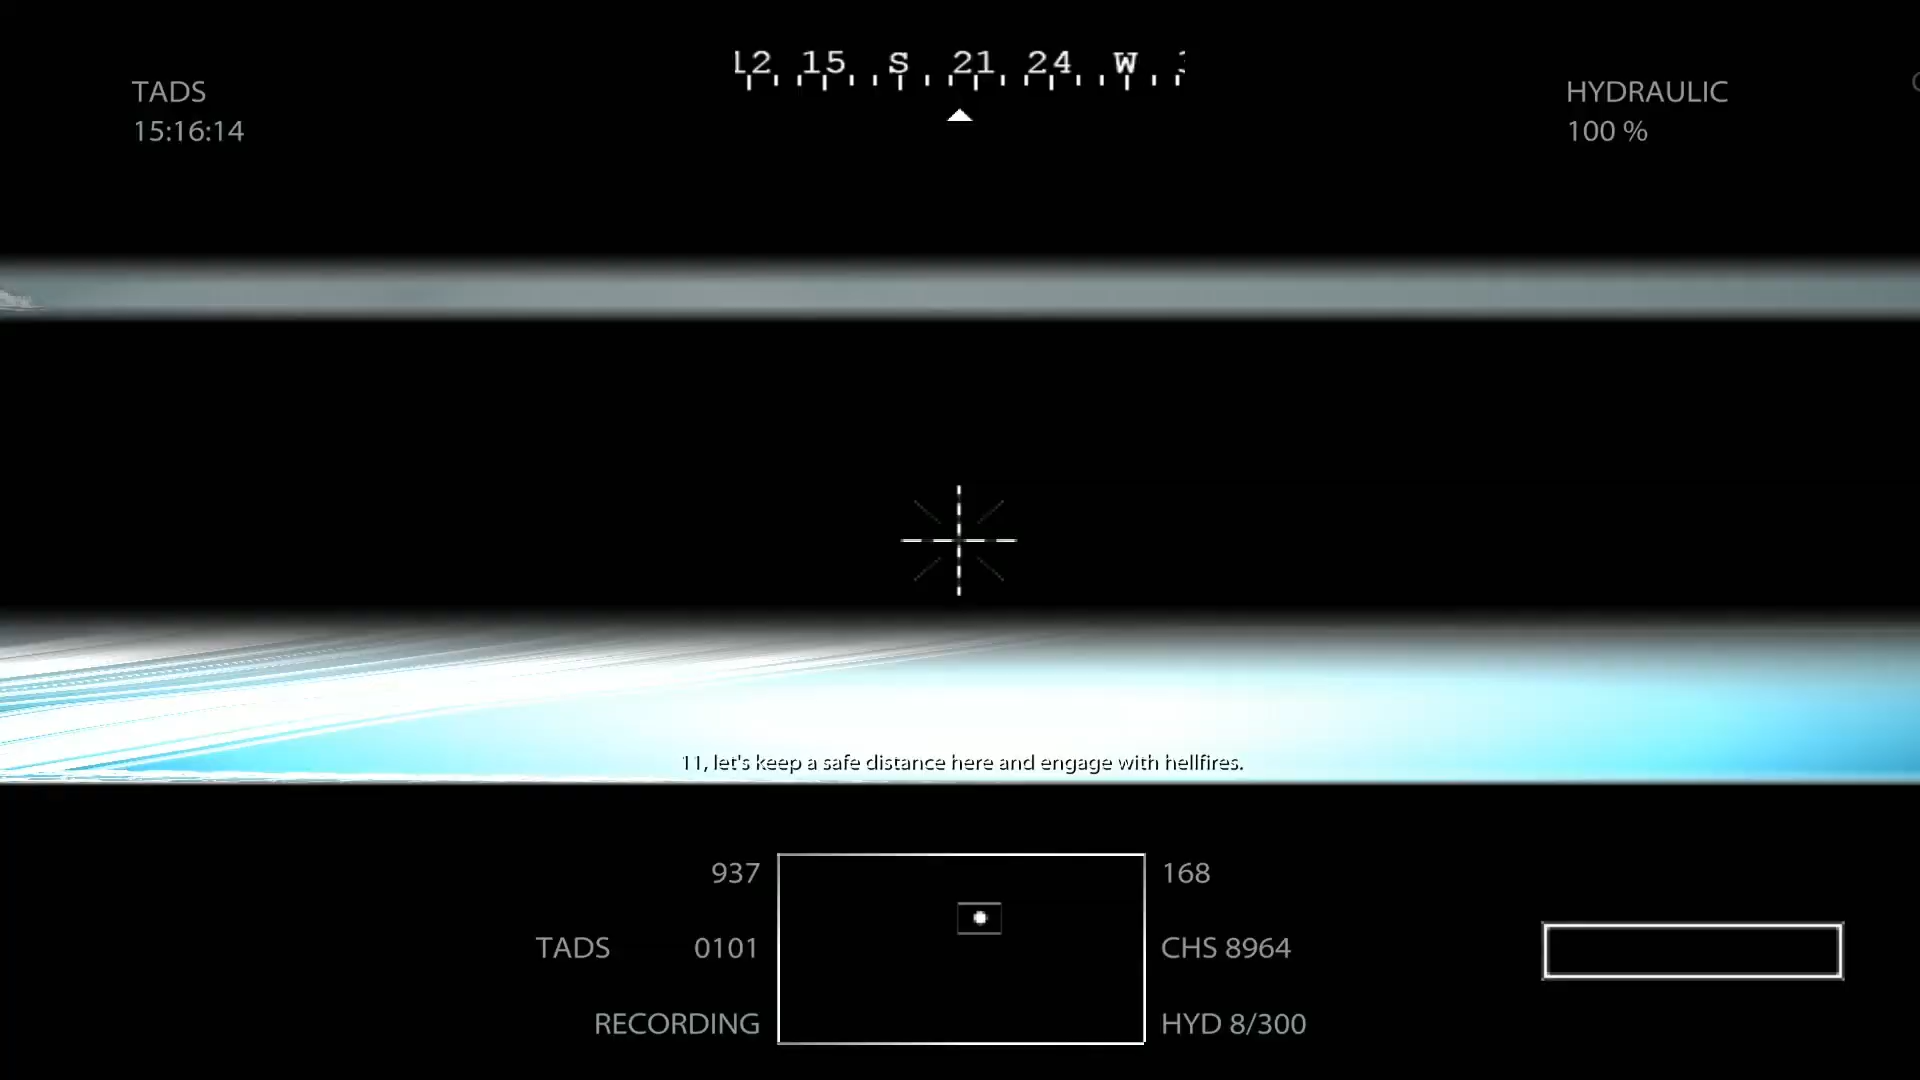 12 15 S 21 24 W
TADS
15:16:14
HYDRAULIC
100 %
11, let's keep a safe distance here and engage with hellfires.
937
168
TADS 0101
CHS 8964
RECORDING
HYD 8/300